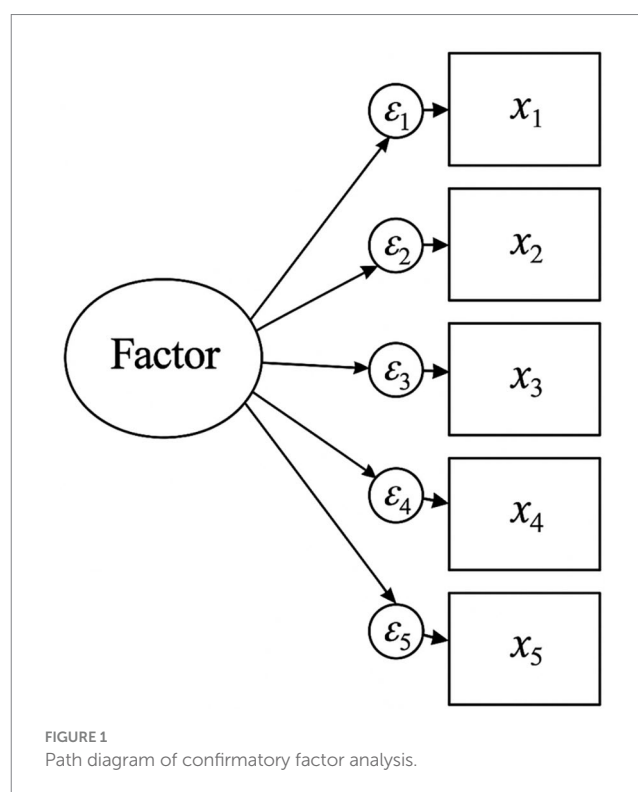 ε₁
x₁
ε₂
x₂
Factor
ε₃
x₃
ε₄
x₄
ε₅
x₅
FIGURE 1
Path diagram of confirmatory factor analysis.